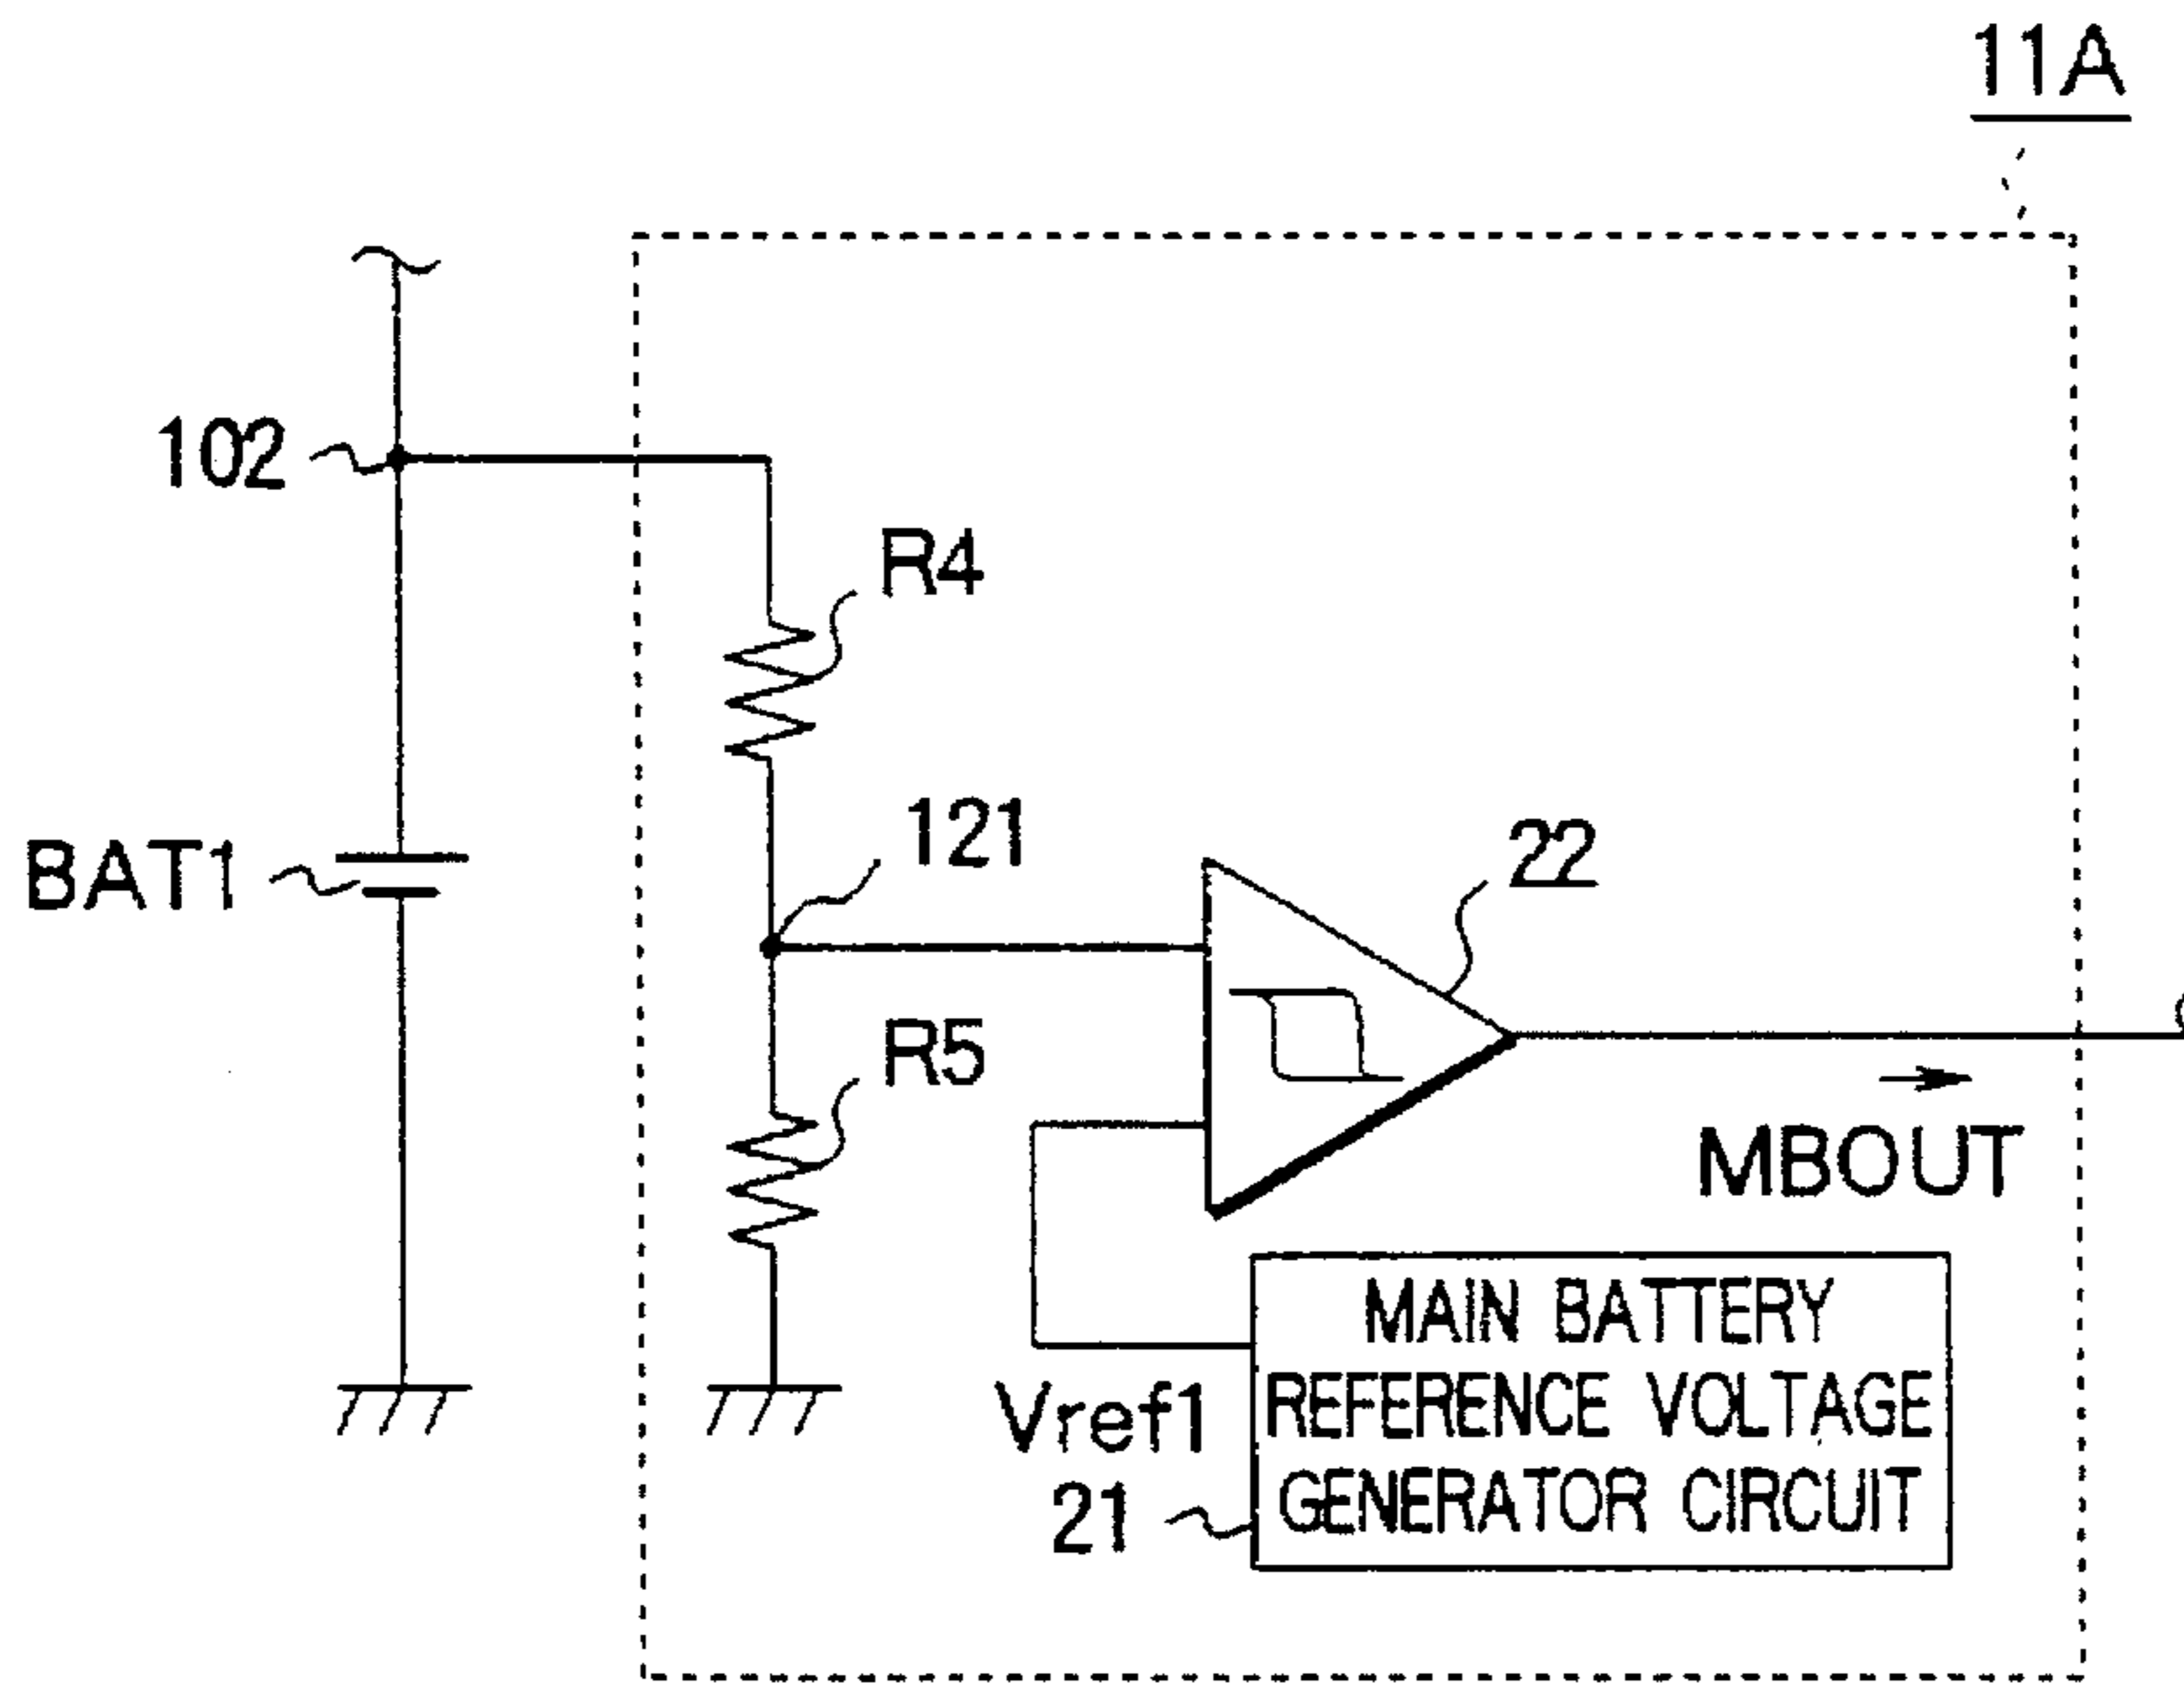 11A
102
R4
121
22
BAT1
R5
MBOUT
MAIN BATTERY
REFERENCE VOLTAGE
GENERATOR CIRCUIT
Vref1
21